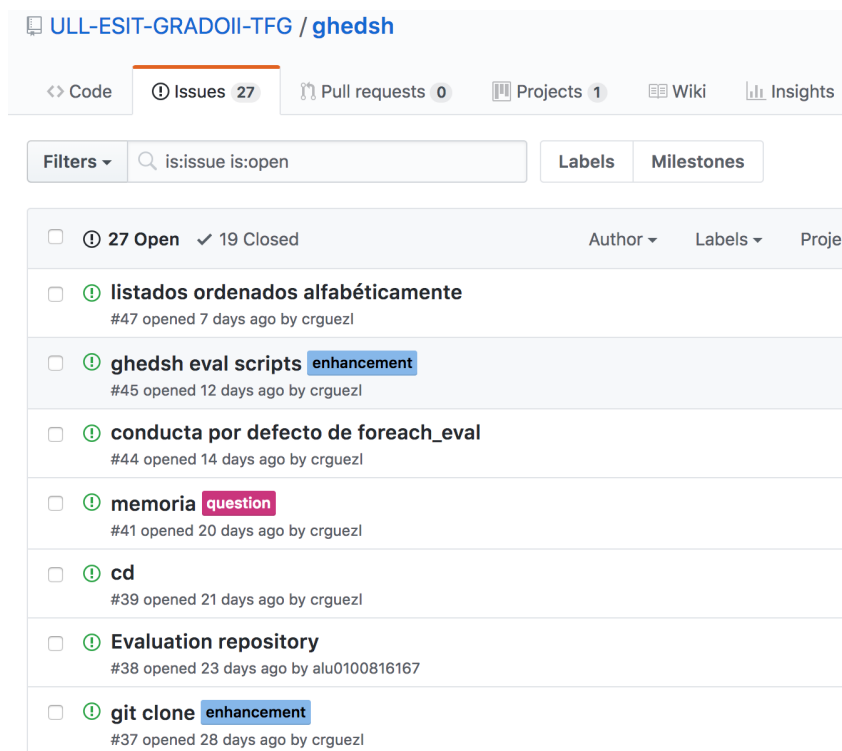 ULL-ESIT-GRADOII-TFG / ghedsh
Code Issues 27 Pull requests 0 Projects 1 Wiki Insights
Filters is:issue is:open Labels Milestones
27 Open 19 Closed Author Labels Proje
listados ordenados alfabéticamente
#47 opened 7 days ago by crguezl
ghedsh eval scripts enhancement
#45 opened 12 days ago by crguezl
conducta por defecto de foreach_eval
#44 opened 14 days ago by crguezl
memoria question
#41 opened 20 days ago by crguezl
cd
#39 opened 21 days ago by crguezl
Evaluation repository
#38 opened 23 days ago by alu0100816167
git clone enhancement
#37 opened 28 days ago by crguezl